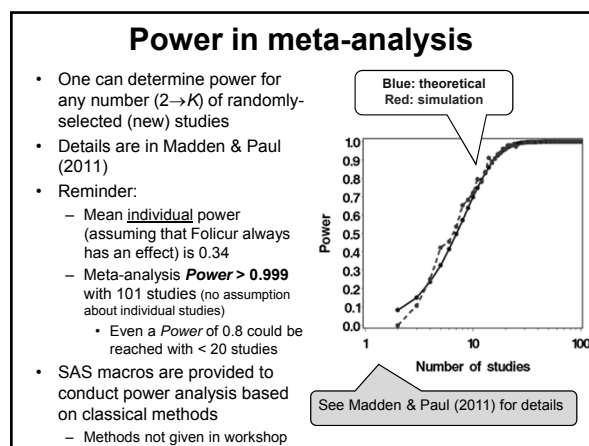 Power in meta-analysis
• One can determine power for
any number (2→K) of randomly-
selected (new) studies
• Details are in Madden & Paul
(2011)
• Reminder:
– Mean individual power
(assuming that Folicur always
has an effect) is 0.34
– Meta-analysis Power > 0.999
with 101 studies (no assumption
about individual studies)
• Even a Power of 0.8 could be
reached with < 20 studies
• SAS macros are provided to
conduct power analysis based
on classical methods
– Methods not given in workshop
Blue: theoretical
Red: simulation
Power
1.0
0.9
0.8
0.7
0.6
0.5
0.4
0.3
0.2
0.1
0.0
1 10 100
Number of studies
See Madden & Paul (2011) for details